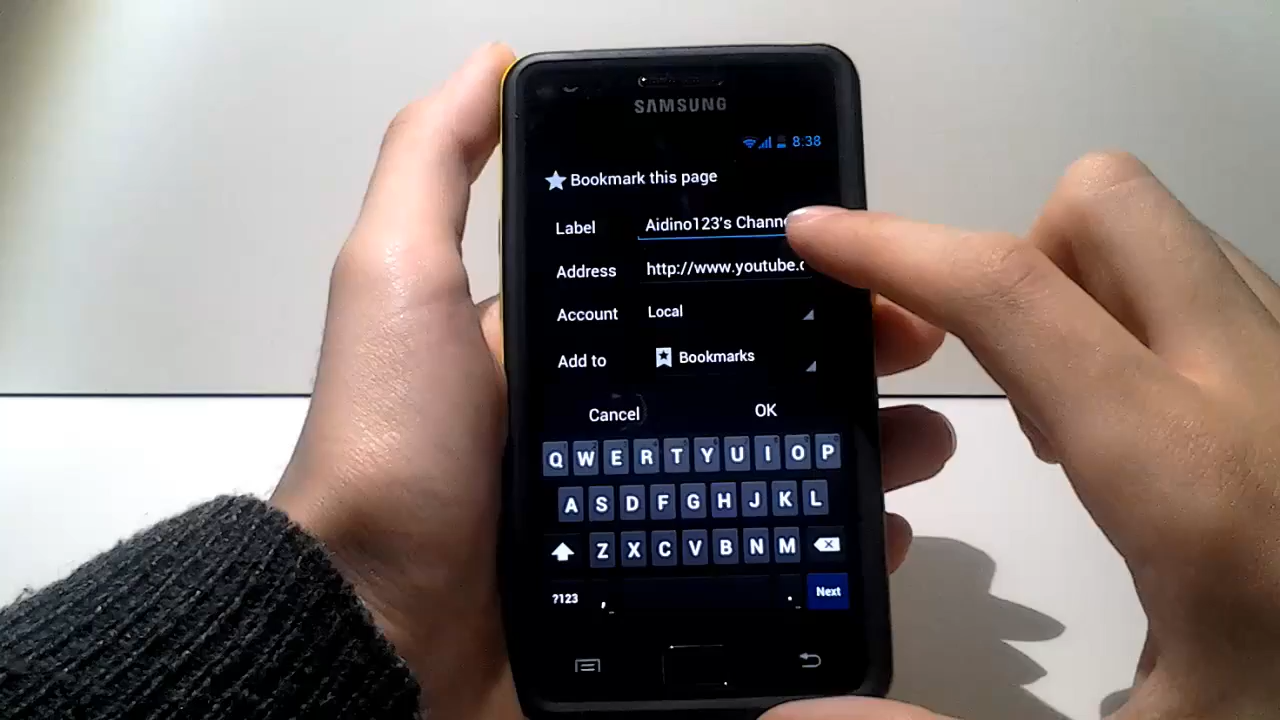 SAMSUNG
8:38
Bookmark this page
Label Aidino123's Channe
Address http://www.youtube.c
Account Local
Add to Bookmarks
Cancel OK
Q W E R T Y U I O P
A S D F G H J K L
Z X C V B N M
?123 , . Next